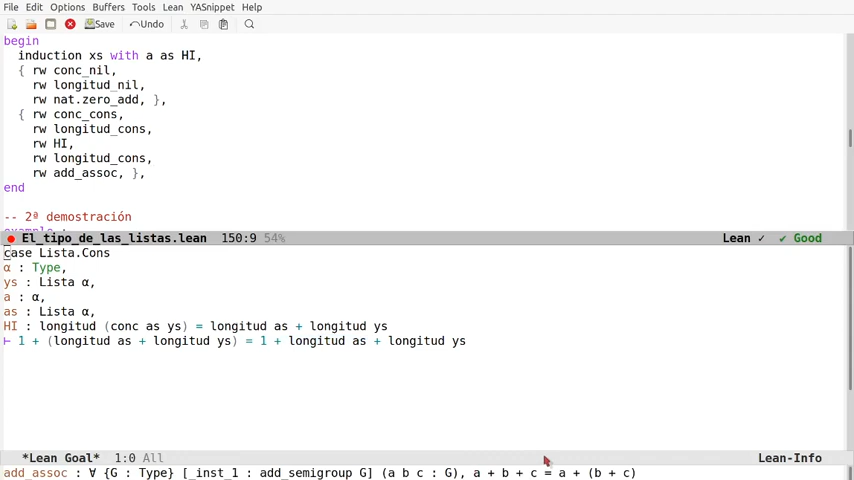 File Edit Options Buffers Tools Lean YASnippet Help
Save Undo
begin
  induction xs with a as HI,
  { rw conc_nil,
    rw longitud_nil,
    rw nat.zero_add, },
  { rw conc_cons,
    rw longitud_cons,
    rw HI,
    rw longitud_cons,
    rw add_assoc, },
end
-- 2ª demostración
example :
El_tipo_de_las_listas.lean 150:9 54% Lean ✓ ✔ Good
case Lista.Cons
α : Type,
ys : Lista α,
a : α,
as : Lista α,
HI : longitud (conc as ys) = longitud as + longitud ys
⊢ 1 + (longitud as + longitud ys) = 1 + longitud as + longitud ys
*Lean Goal* 1:0 All Lean-Info
add_assoc : ∀ {G : Type} [_inst_1 : add_semigroup G] (a b c : G), a + b + c = a + (b + c)